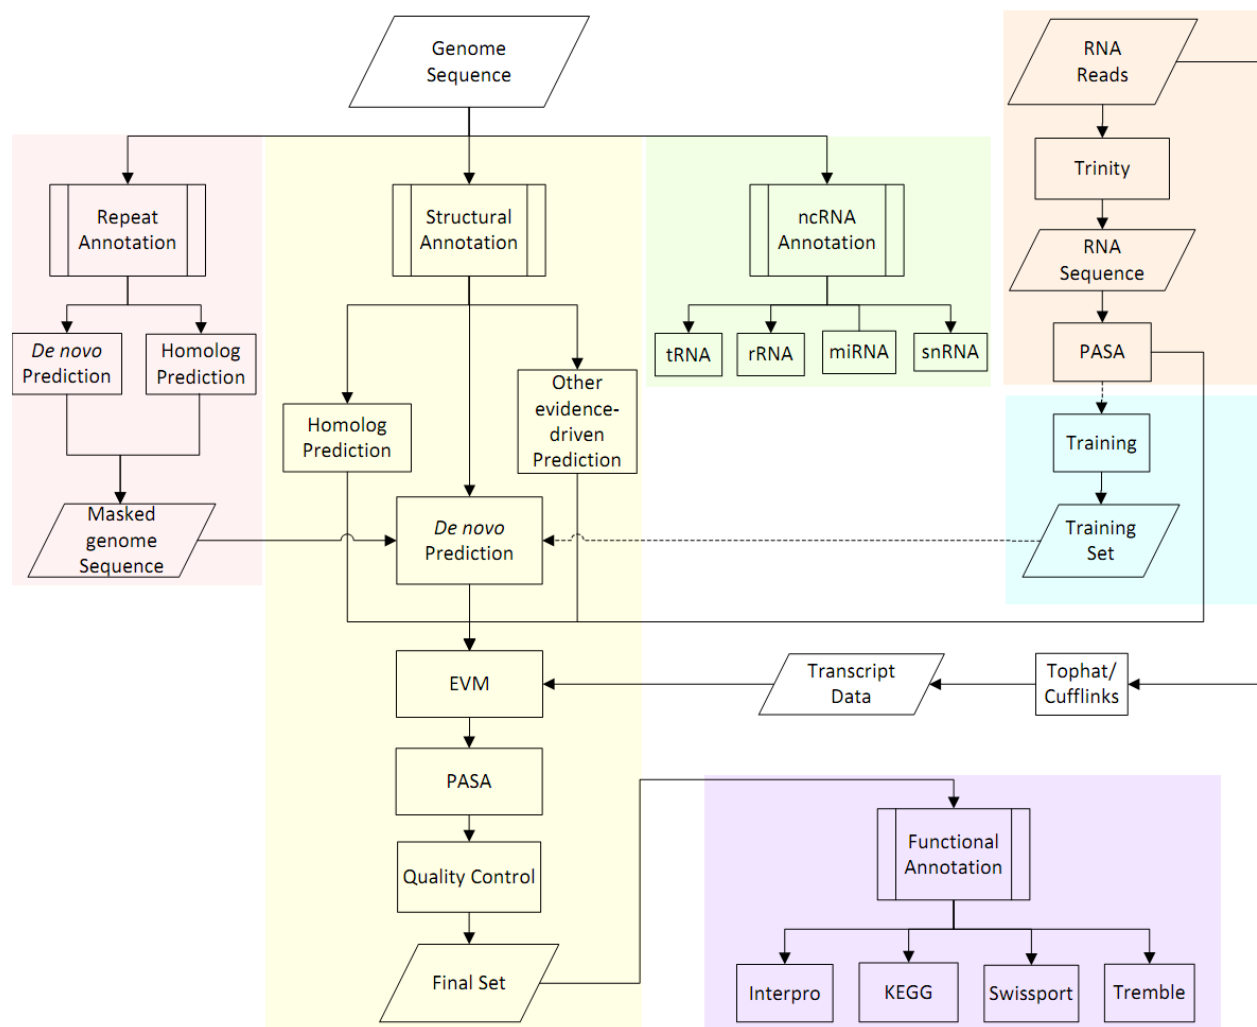 Genome
Sequence
RNA
Reads
Trinity
Repeat
Annotation
Structural
Annotation
ncRNA
Annotation
RNA
Sequence
De novo
Prediction
Homolog
Prediction
tRNA
rRNA
miRNA
snRNA
PASA
Homolog
Prediction
Other
evidence-
driven
Prediction
Training
Masked
genome
Sequence
De novo
Prediction
Training
Set
EVM
Transcript
Data
Tophat/
Cufflinks
PASA
Functional
Annotation
Quality Control
Final Set
Interpro
KEGG
Swissport
Tremble